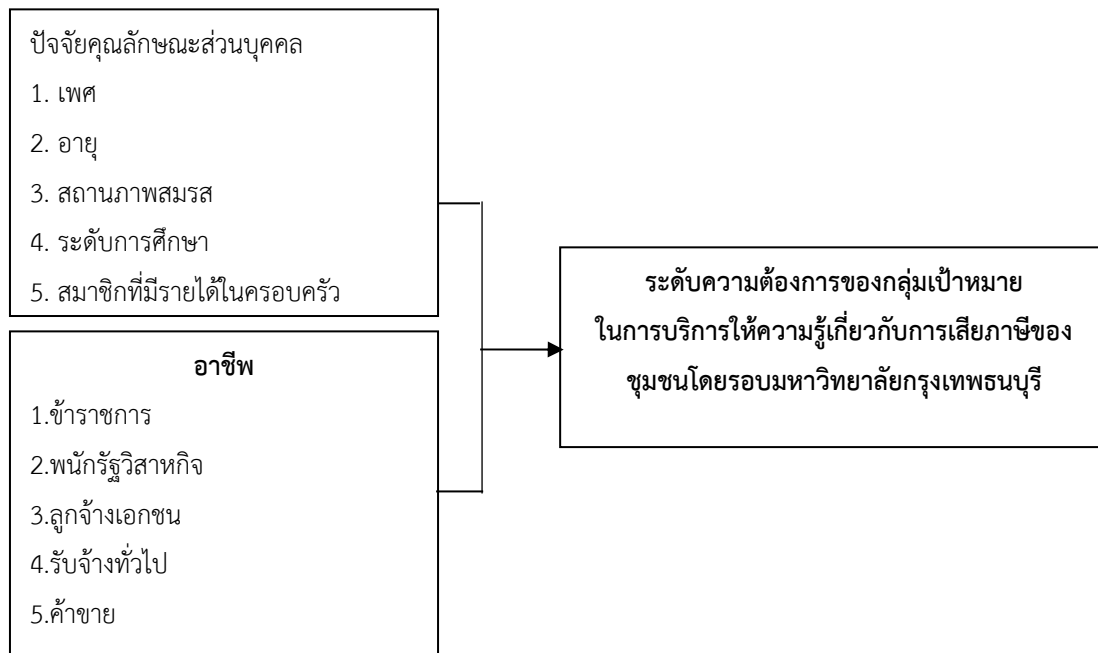 ปัจจัยคุณลักษณะส่วนบุคคล
1. เพศ
2. อายุ
3. สถานภาพสมรส
4. ระดับการศึกษา
5. สมาชิกที่มีรายได้ในครอบครัว
อาชีพ
1.ข้าราชการ
2.พนักรัฐวิสาหกิจ
3.ลูกจ้างเอกชน
4.รับจ้างทั่วไป
5.ค้าขาย
ระดับความต้องการของกลุ่มเป้าหมาย
ในการบริการให้ความรู้เกี่ยวกับการเสียภาษีของ
ชุมชนโดยรอบมหาวิทยาลัยกรุงเทพธนบุรี